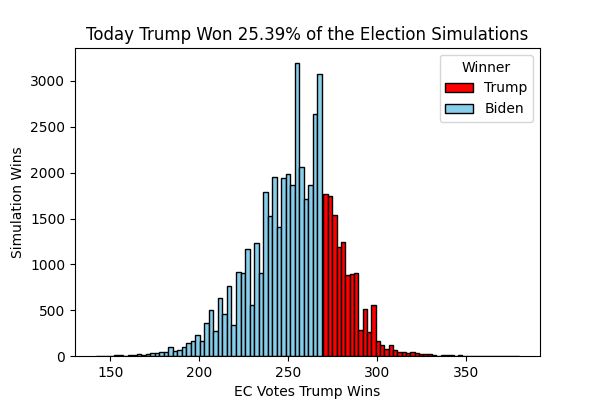 Today Trump Won 25.39% of the Election Simulations
Winner
Trump
Biden
Simulation Wins
3000
2500
2000
1500
1000
500
0
150
200
250
300
350
EC Votes Trump Wins